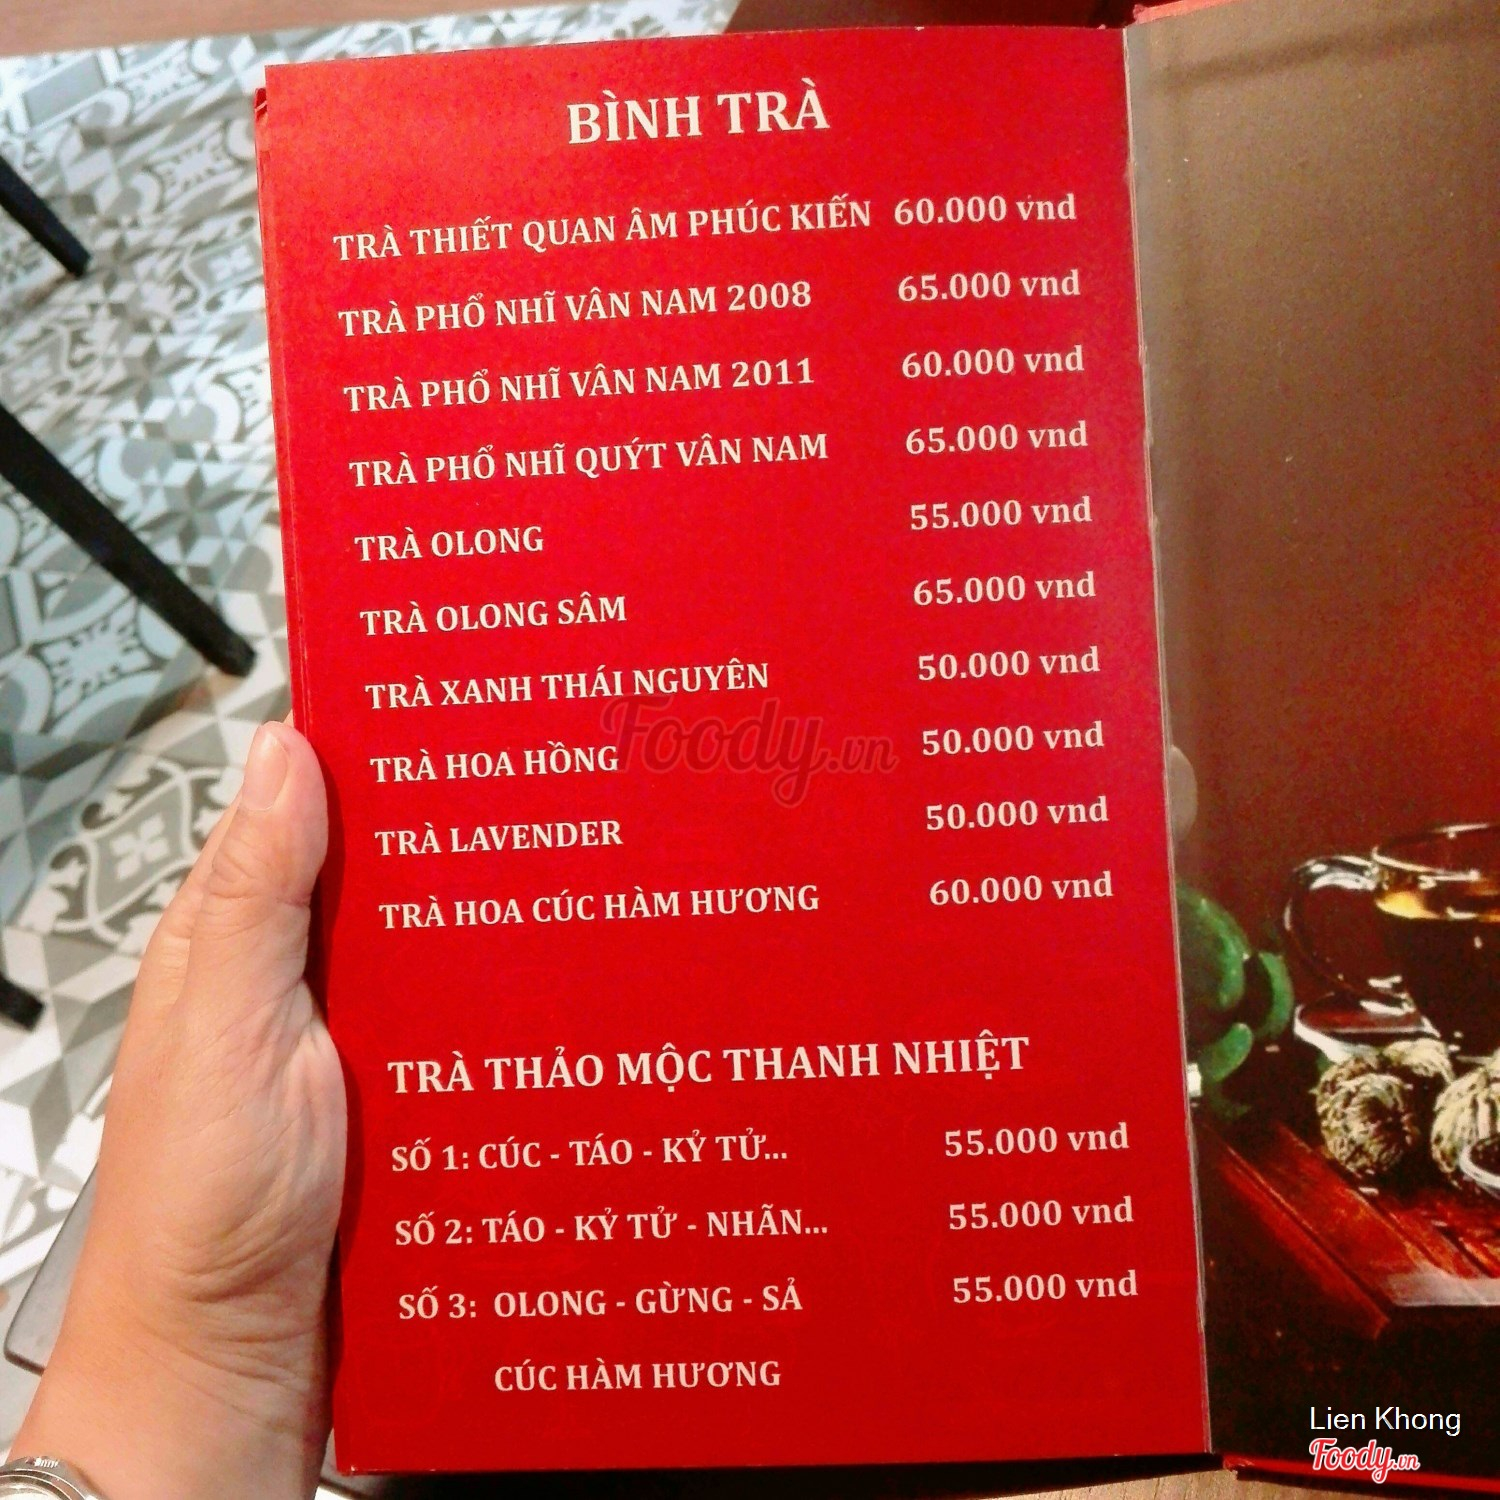 BÌNH TRÀ
TRÀ THIẾT QUAN ÂM PHÚC KIẾN 60.000 vnd
TRÀ PHỔ NHĨ VÂN NAM 2008 65.000 vnd
TRÀ PHỔ NHĨ VÂN NAM 2011 60.000 vnd
TRÀ PHỔ NHĨ QUÝT VÂN NAM 65.000 vnd
TRÀ OLONG 55.000 vnd
TRÀ OLONG SÂM 65.000 vnd
TRÀ XANH THÁI NGUYÊN 50.000 vnd
TRÀ HOA HỒNG 50.000 vnd
TRÀ LAVENDER 50.000 vnd
TRÀ HOA CÚC HÀM HƯƠNG 60.000 vnd
TRÀ THẢO MỘC THANH NHIỆT
SỐ 1: CÚC - TÁO - KỶ TỬ... 55.000 vnd
SỐ 2: TÁO - KỶ TỬ - NHÃN... 55.000 vnd
SỐ 3: OLONG - GỪNG - SẢ 55.000 vnd
CÚC HÀM HƯƠNG
Foody.vn
Lien Khong
Foody.vn